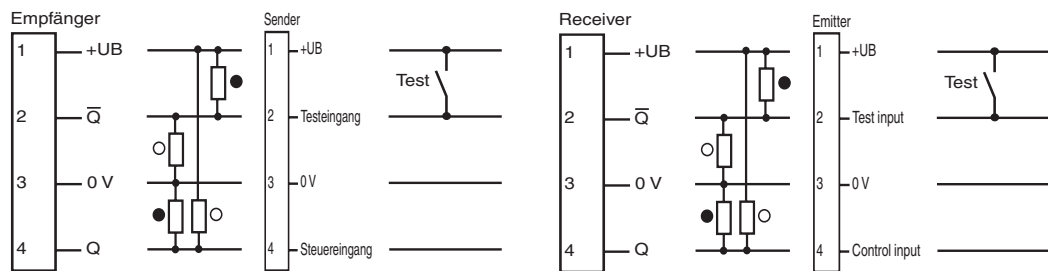 Empfänger
1 +UB
2 Q̅
3 0 V
4 Q
Sender
1 +UB
2 Testeingang
3 0 V
4 Steuereingang
Test
Receiver
1 +UB
2 Q̅
3 0 V
4 Q
Emitter
1 +UB
2 Test input
3 0 V
4 Control input
Test